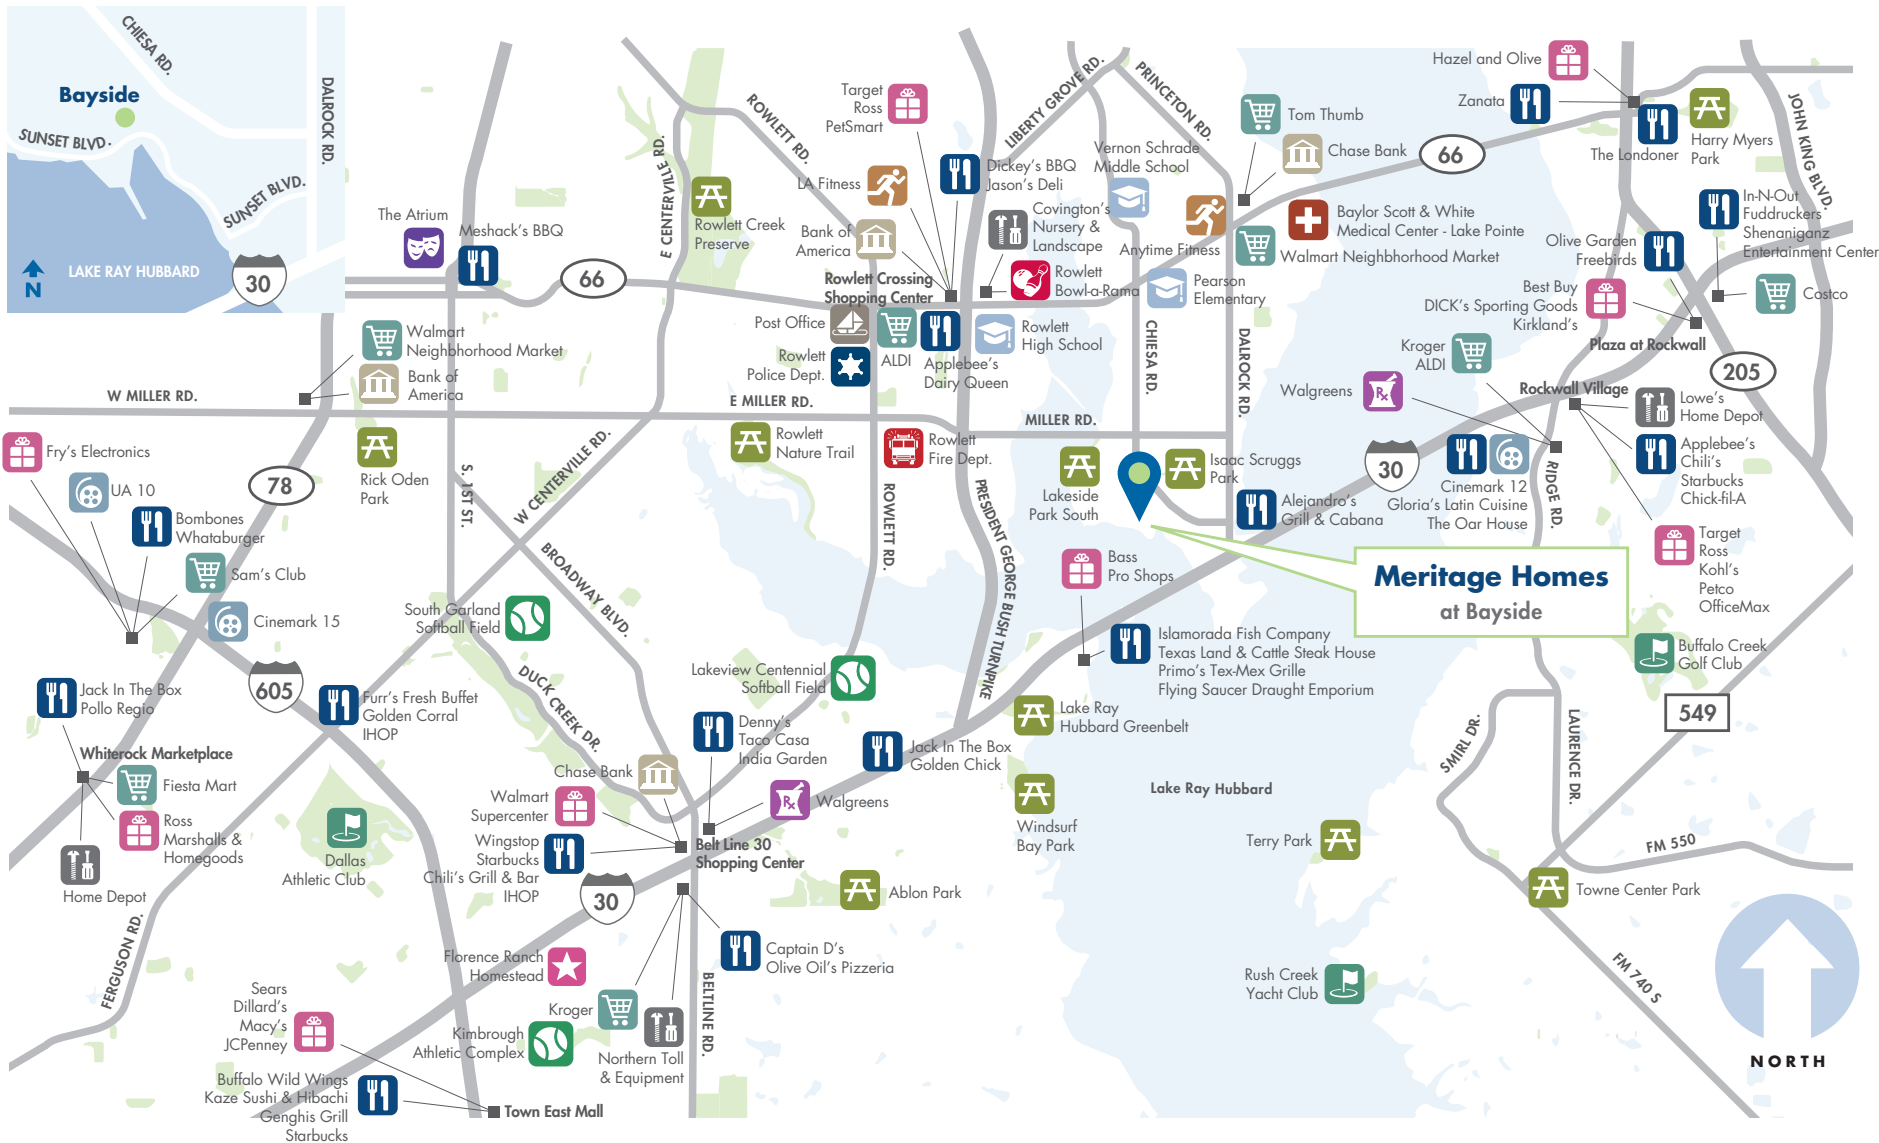 CHIESA RD.
Bayside
SUNSET BLVD.
DALROCK RD.
SUNSET BLVD.
LAKE RAY HUBBARD
30
N
The Atrium
Meshack's BBQ
66
E CENTERVILLE RD.
ROWLETT RD.
Rowlett Creek
Preserve
Target
Ross
PetSmart
LA Fitness
Bank of
America
Rowlett Crossing
Shopping Center
Dickey's BBQ
Jason's Deli
Covington's
Nursery &
Landscape
Rowlett
Bowl-a-Rama
LIBERTY GROVE RD.
PRINCETON RD.
Vernon Schrade
Middle School
Anytime Fitness
Pearson
Elementary
Tom Thumb
Chase Bank
66
Baylor Scott & White
Medical Center - Lake Pointe
Walmart Neighbhorhood Market
Hazel and Olive
Zanata
The Londoner
Harry Myers
Park
JOHN KING BLVD.
In-N-Out
Fuddruckers
Shenaniganz
Entertainment Center
Olive Garden
Freebirds
Best Buy
DICK's Sporting Goods
Kirkland's
Costco
Plaza at Rockwall
205
Kroger
ALDI
Walgreens
Rockwall Village
Lowe's
Home Depot
Applebee's
Chili's
Starbucks
Chick-fil-A
30
Cinemark 12
Gloria's Latin Cuisine
The Oar House
RIDGE RD.
Target
Ross
Kohl's
Petco
OfficeMax
Walmart
Neighbhorhood Market
Bank of
America
W MILLER RD.
Post Office
Rowlett
Police Dept.
ALDI
Applebee's
Dairy Queen
Rowlett
High School
E MILLER RD.
MILLER RD.
CHIESA RD.
DALROCK RD.
Fry's Electronics
UA 10
Bombones
Whataburger
Sam's Club
Cinemark 15
78
Rick Oden
Park
S. 1ST ST.
W CENTERVILLE RD.
Rowlett
Nature Trail
Rowlett
Fire Dept.
ROWLETT RD.
PRESIDENT GEORGE BUSH TURNPIKE
Lakeside
Park South
Isaac Scruggs
Park
Alejandro's
Grill & Cabana
Meritage Homes
at Bayside
Bass
Pro Shops
Islamorada Fish Company
Texas Land & Cattle Steak House
Primo's Tex-Mex Grille
Flying Saucer Draught Emporium
BROADWAY BLVD.
South Garland
Softball Field
DUCK CREEK DR.
Lakeview Centennial
Softball Field
605
Furr's Fresh Buffet
Golden Corral
IHOP
Jack In The Box
Pollo Regio
Whiterock Marketplace
Fiesta Mart
Ross
Marshalls &
Homegoods
Home Depot
Dallas
Athletic Club
FERGUSON RD.
Chase Bank
Denny's
Taco Casa
India Garden
Walmart
Supercenter
Wingstop
Starbucks
Chili's Grill & Bar
IHOP
Walgreens
Belt Line 30
Shopping Center
30
Jack In The Box
Golden Chick
Lake Ray
Hubbard Greenbelt
Windsurf
Bay Park
Lake Ray Hubbard
Terry Park
Rush Creek
Yacht Club
Buffalo Creek
Golf Club
549
SMIRL DR.
LAURENCE DR.
FM 550
Towne Center Park
FM 740 S
NORTH
Ablon Park
Captain D's
Olive Oil's Pizzeria
BELTLINE RD.
Florence Ranch
Homestead
Kroger
Kimbrough
Athletic Complex
Northern Toll
& Equipment
Sears
Dillard's
Macy's
JCPenney
Buffalo Wild Wings
Kaze Sushi & Hibachi
Genghis Grill
Starbucks
Town East Mall